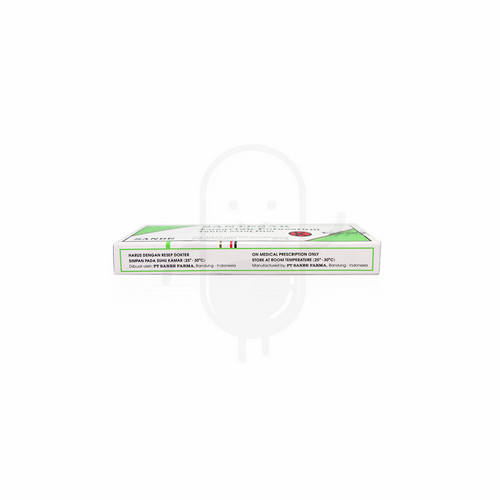 SANBE
HARUS DENGAN RESEP DOKTER
SIMPAN PADA SUHU KAMAR (25° - 30°C)
Dibuat oleh: PT SANBE FARMA, Bandung - Indonesia
ON MEDICAL PRESCRIPTION ONLY
STORE AT ROOM TEMPERATURE (25° - 30°C)
Manufactured by: PT SANBE FARMA, Bandung - Indonesia